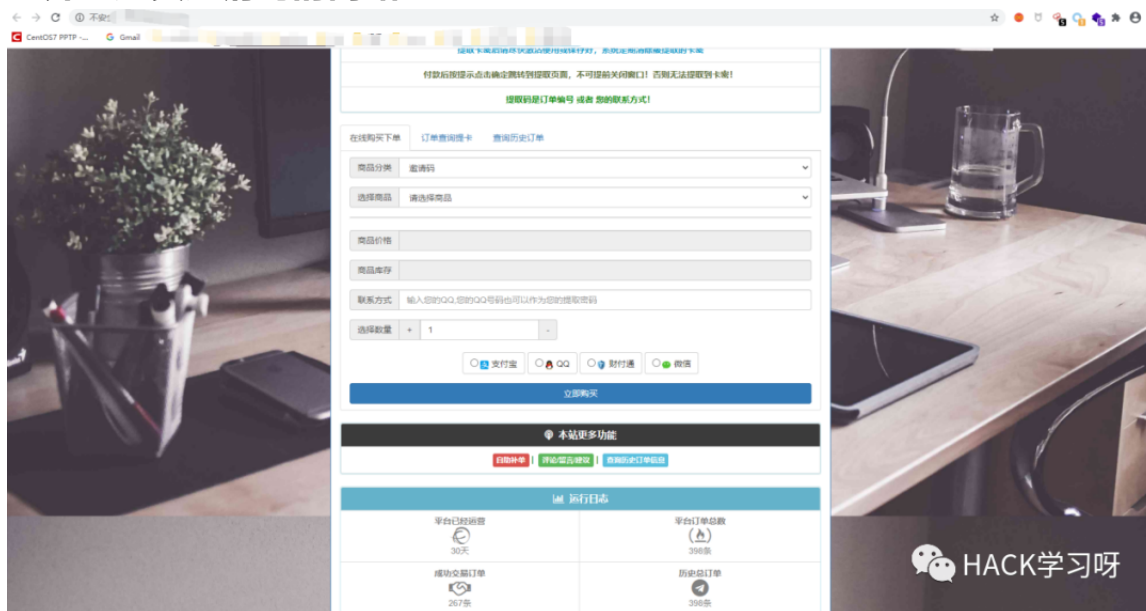 不安全
CentOS7 PPTP -...
Gmail
付款后按提示点击确定跳转到提取页面，不可提前关闭窗口！否则无法提取到卡密！
提取码是订单编号 或者 您的联系方式！
在线购买下单
订单查询提卡
查询历史订单
商品分类
邀请码
选择商品
请选择商品
商品价格
商品库存
联系方式
输入您的QQ,您的QQ号码也可以作为您的提取密码
选择数量
+
1
-
支付宝
QQ
财付通
微信
立即购买
本站更多功能
自助补单 | 评论/留言/建议 | 查询历史订单信息
运行日志
平台已经运营
平台订单总数
30天
398条
成功交易订单
历史总订单
267条
398条
HACK学习呀